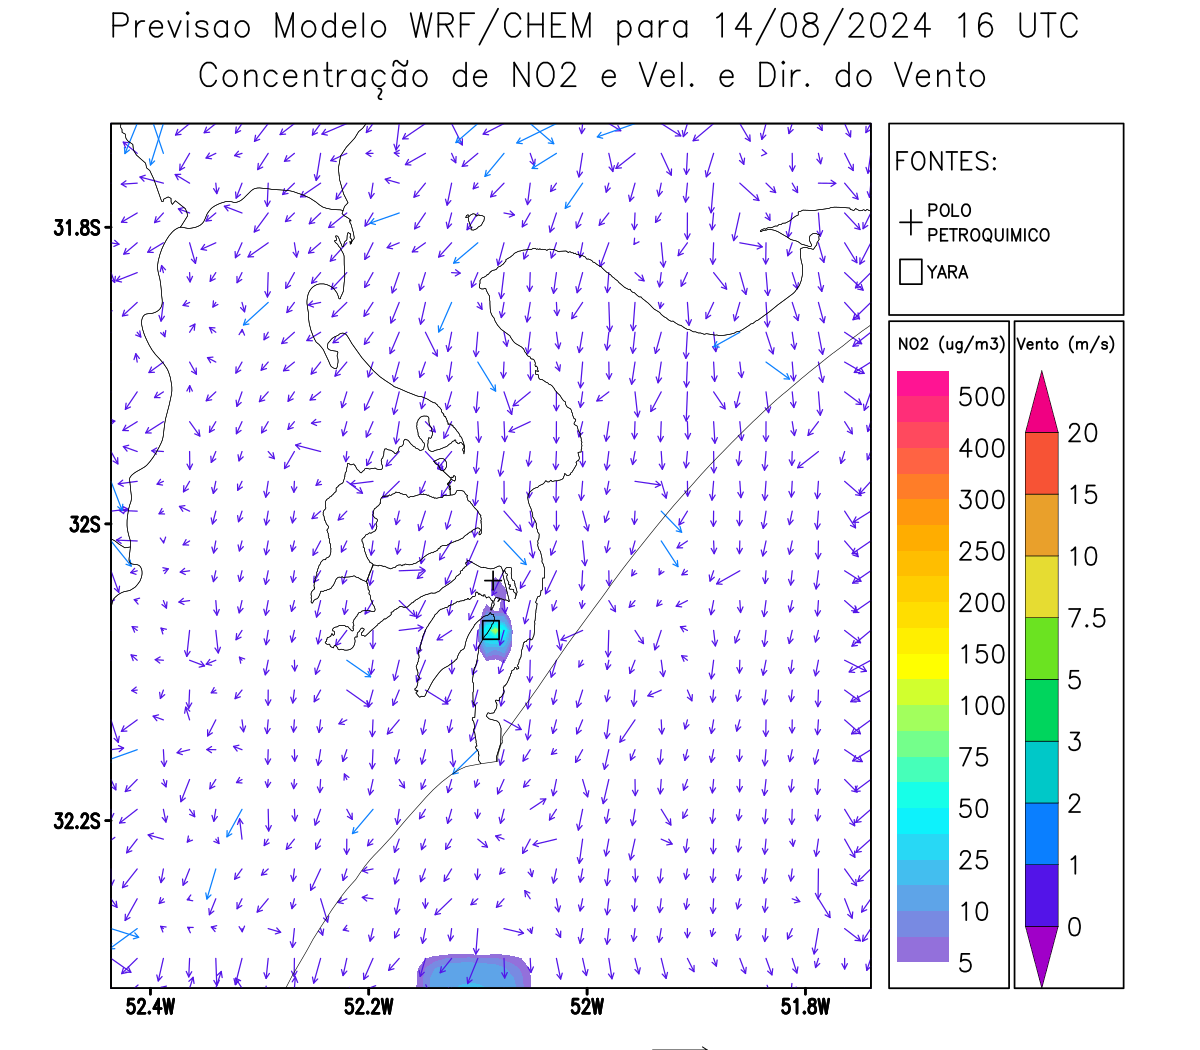 Previsao Modelo WRF/CHEM para 14/08/2024 16 UTC
Concentração de NO2 e Vel. e Dir. do Vento
FONTES:
POLO
PETROQUIMICO
YARA
NO2 (ug/m3)
500
400
300
250
200
150
100
75
50
25
10
5
Vento (m/s)
20
15
10
7.5
5
3
2
1
0
31.8S
32S
32.2S
52.4W
52.2W
52W
51.8W